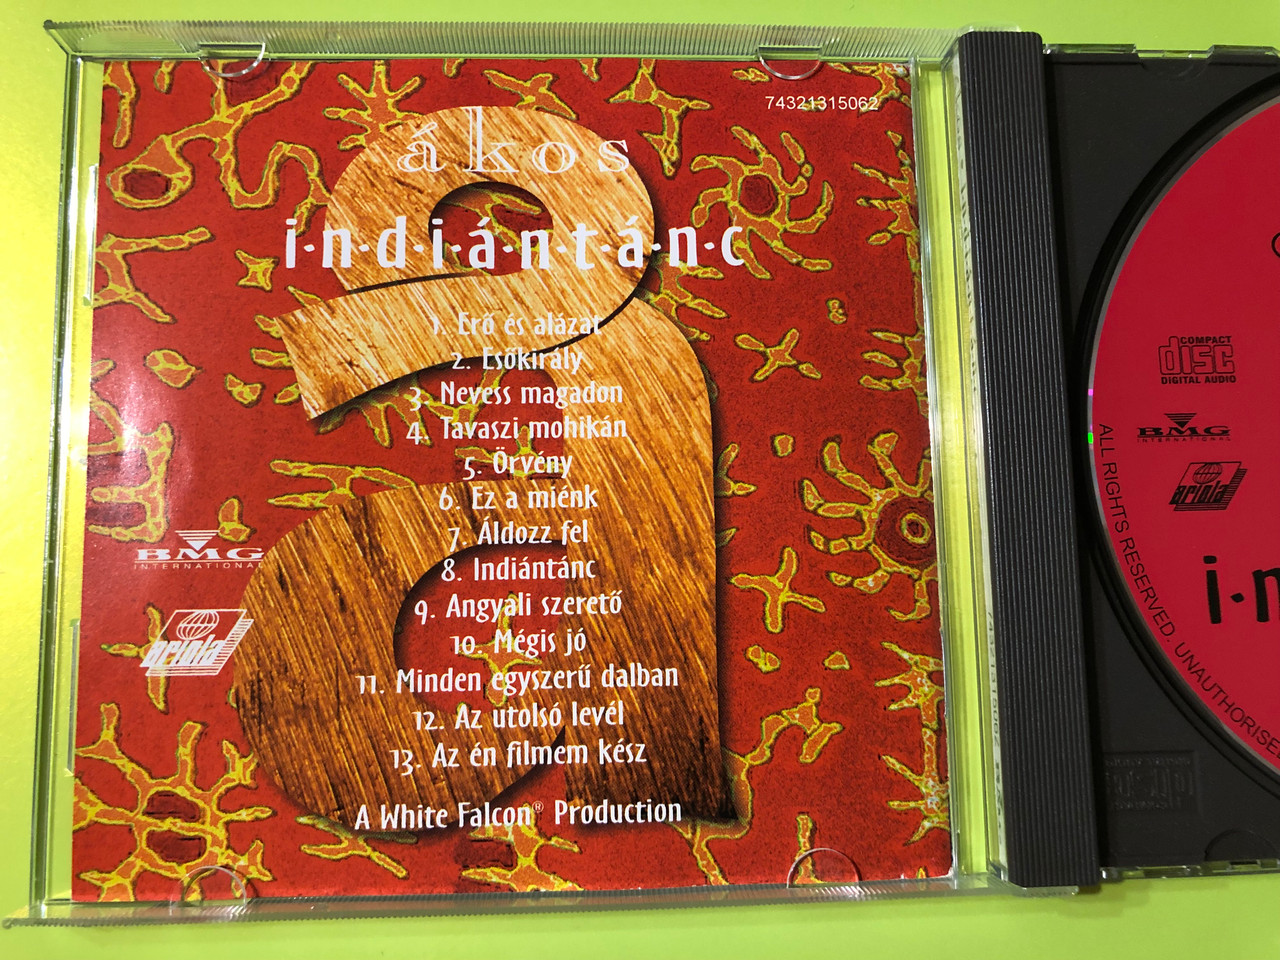 74321315062
ákos
i·n·d·i·á·n·t·á·n·c
1. Erő és alázat
2. Esőkirály
3. Nevess magadon
4. Tavaszi mohikán
5. Örvény
6. Ez a miénk
7. Áldozz fel
8. Indiántánc
9. Angyali szerető
10. Mégis jó
11. Minden egyszerű dalban
12. Az utolsó levél
13. Az én filmem kész
A White Falcon® Production
BMG
INTERNATIONAL
ariola
COMPACT
disc
DIGITAL AUDIO
BMG
INTERNATIONAL
ariola
i·n
ALL RIGHTS RESERVED. UNAUTHORISE